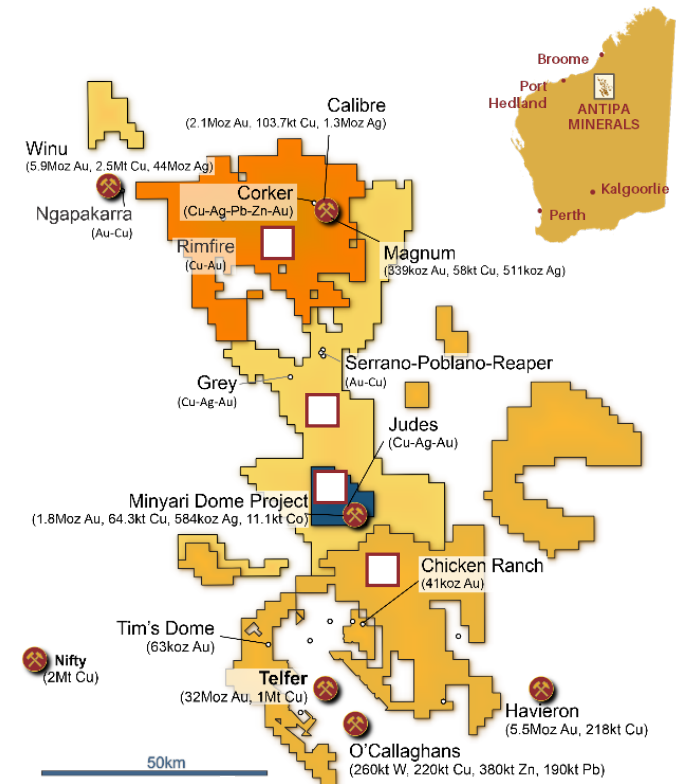 Broome
Port
Hedland
ANTIPA
MINERALS
Kalgoorlie
Perth
Calibre
(2.1Moz Au, 103.7kt Cu, 1.3Moz Ag)
Winu
(5.9Moz Au, 2.5Mt Cu, 44Moz Ag)
Corker
(Cu-Ag-Pb-Zn-Au)
Ngapakarra
(Au-Cu)
Rimfire
(Cu-Au)
Magnum
(339koz Au, 58kt Cu, 511koz Ag)
Serrano-Poblano-Reaper
(Au-Cu)
Grey
(Cu-Ag-Au)
Judes
(Cu-Ag-Au)
Minyari Dome Project
(1.8Moz Au, 64.3kt Cu, 584koz Ag, 11.1kt Co)
Chicken Ranch
(41koz Au)
Tim's Dome
(63koz Au)
Nifty
(2Mt Cu)
Telfer
(32Moz Au, 1Mt Cu)
Havieron
(5.5Moz Au, 218kt Cu)
O'Callaghans
(260kt W, 220kt Cu, 380kt Zn, 190kt Pb)
50km